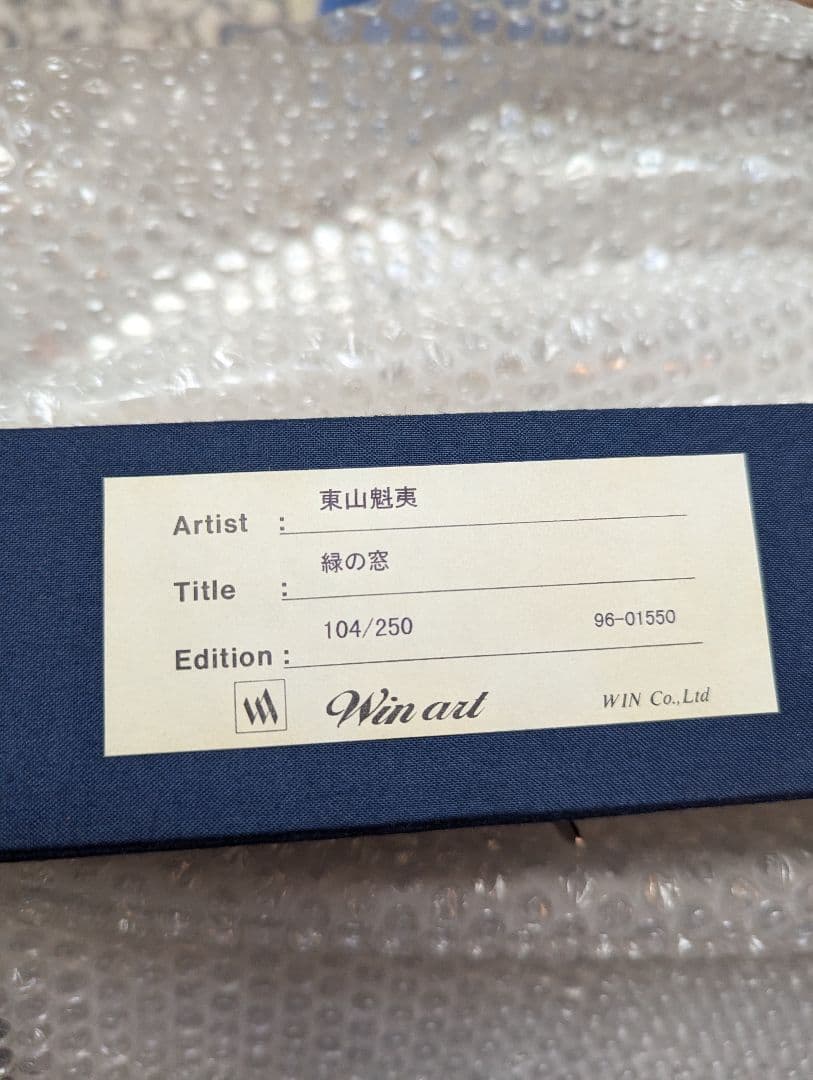 Artist : 東山魁夷
Title : 緑の窓
Edition : 104/250 96-01550
Win art WIN Co.,Ltd